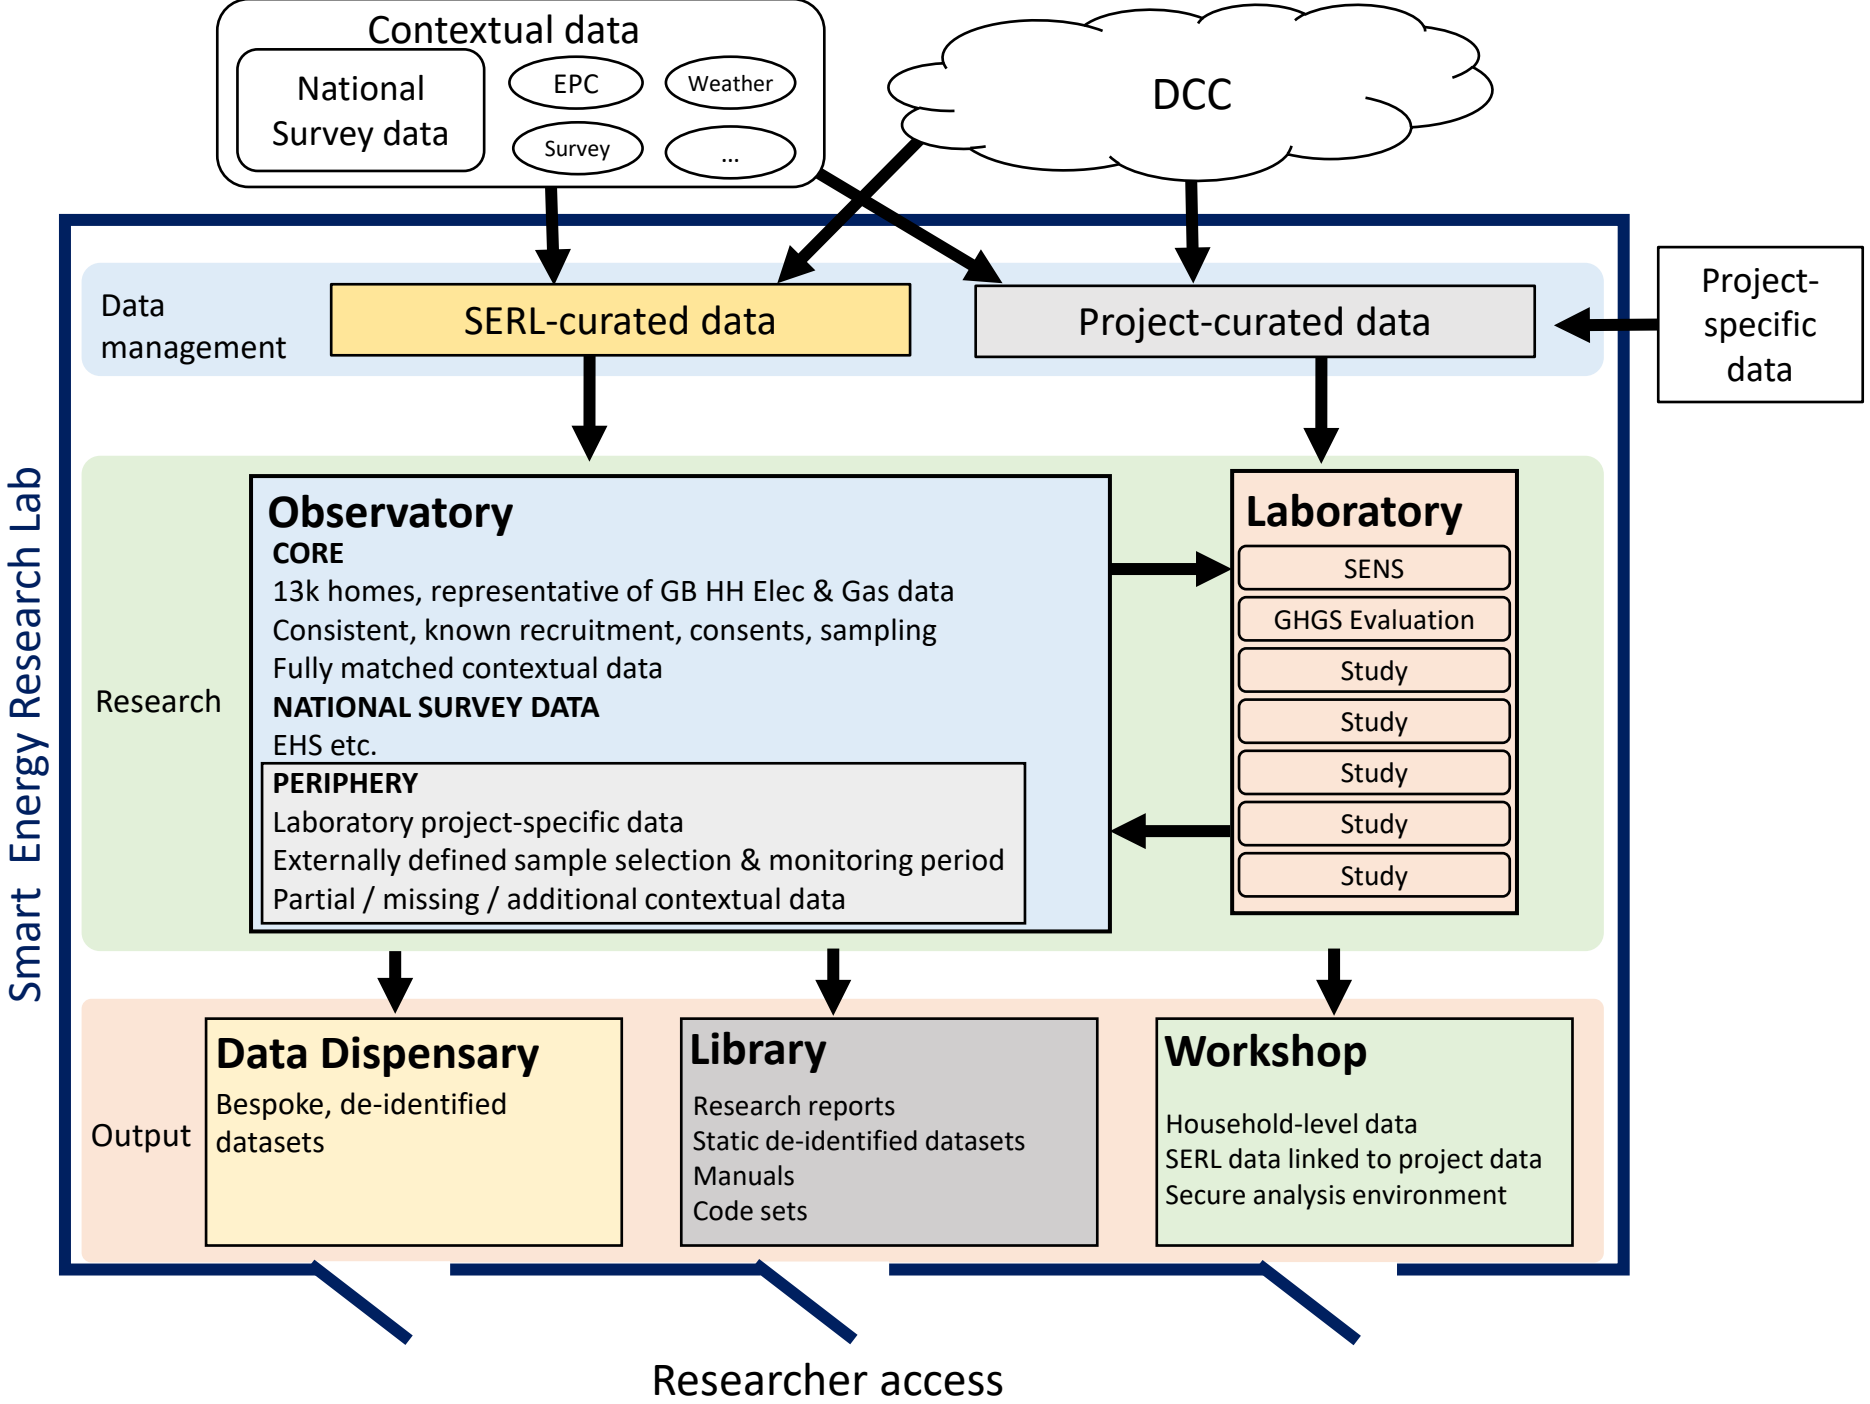 Contextual data
National
Survey data
EPC
Weather
Survey
...
DCC
Smart Energy Research Lab
Data
management
SERL-curated data
Project-curated data
Project-
specific
data
Research
Observatory
CORE
13k homes, representative of GB HH Elec & Gas data
Consistent, known recruitment, consents, sampling
Fully matched contextual data
NATIONAL SURVEY DATA
EHS etc.
PERIPHERY
Laboratory project-specific data
Externally defined sample selection & monitoring period
Partial / missing / additional contextual data
Laboratory
SENS
GHGS Evaluation
Study
Study
Study
Study
Study
Output
Data Dispensary
Bespoke, de-identified
datasets
Library
Research reports
Static de-identified datasets
Manuals
Code sets
Workshop
Household-level data
SERL data linked to project data
Secure analysis environment
Researcher access